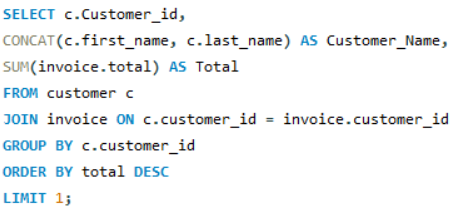 SELECT c.Customer_id,
CONCAT(c.first_name, c.last_name) AS Customer_Name,
SUM(invoice.total) AS Total
FROM customer c
JOIN invoice ON c.customer_id = invoice.customer_id
GROUP BY c.customer_id
ORDER BY total DESC
LIMIT 1;